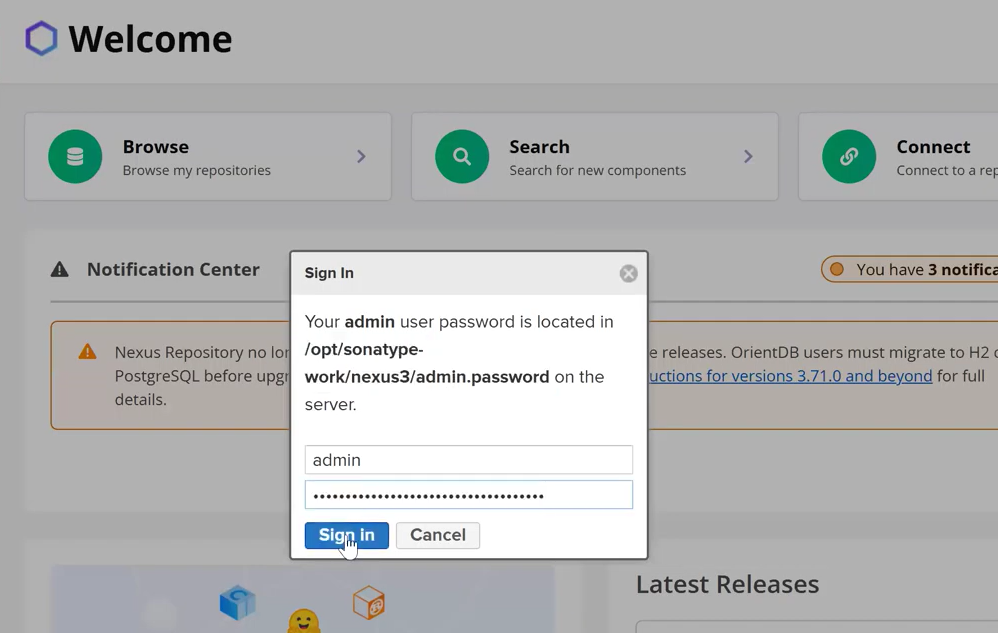 Welcome
Browse
Browse my repositories
Search
Search for new components
Connect
Connect to a rep
Notification Center
You have 3 notifica
Nexus Repository no lor
e releases. OrientDB users must migrate to H2 o
PostgreSQL before upgr
uctions for versions 3.71.0 and beyond for full
details.
Sign In
Your admin user password is located in
/opt/sonatype-
work/nexus3/admin.password on the
server.
admin
••••••••••••••••••••••••••••••••••••
Sign in
Cancel
Latest Releases